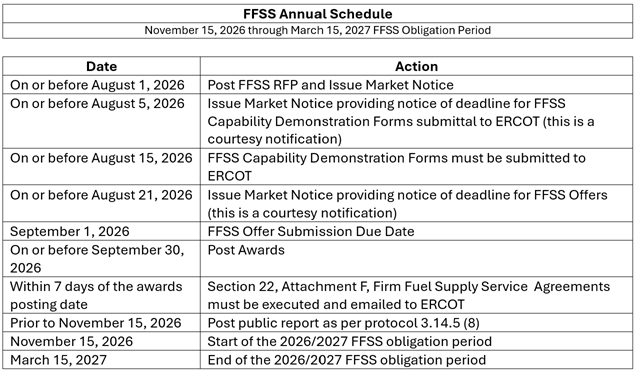 FFSS Annual Schedule
November 15, 2026 through March 15, 2027 FFSS Obligation Period
Date Action
On or before August 1, 2026 Post FFSS RFP and Issue Market Notice
On or before August 5, 2026 Issue Market Notice providing notice of deadline for FFSS
Capability Demonstration Forms submittal to ERCOT (this is a
courtesy notification)
On or before August 15, 2026 FFSS Capability Demonstration Forms must be submitted to
ERCOT
On or before August 21, 2026 Issue Market Notice providing notice of deadline for FFSS Offers
(this is a courtesy notification)
September 1, 2026 FFSS Offer Submission Due Date
On or before September 30, Post Awards
2026
Within 7 days of the awards Section 22, Attachment F, Firm Fuel Supply Service Agreements
posting date must be executed and emailed to ERCOT
Prior to November 15, 2026 Post public report as per protocol 3.14.5 (8)
November 15, 2026 Start of the 2026/2027 FFSS obligation period
March 15, 2027 End of the 2026/2027 FFSS obligation period